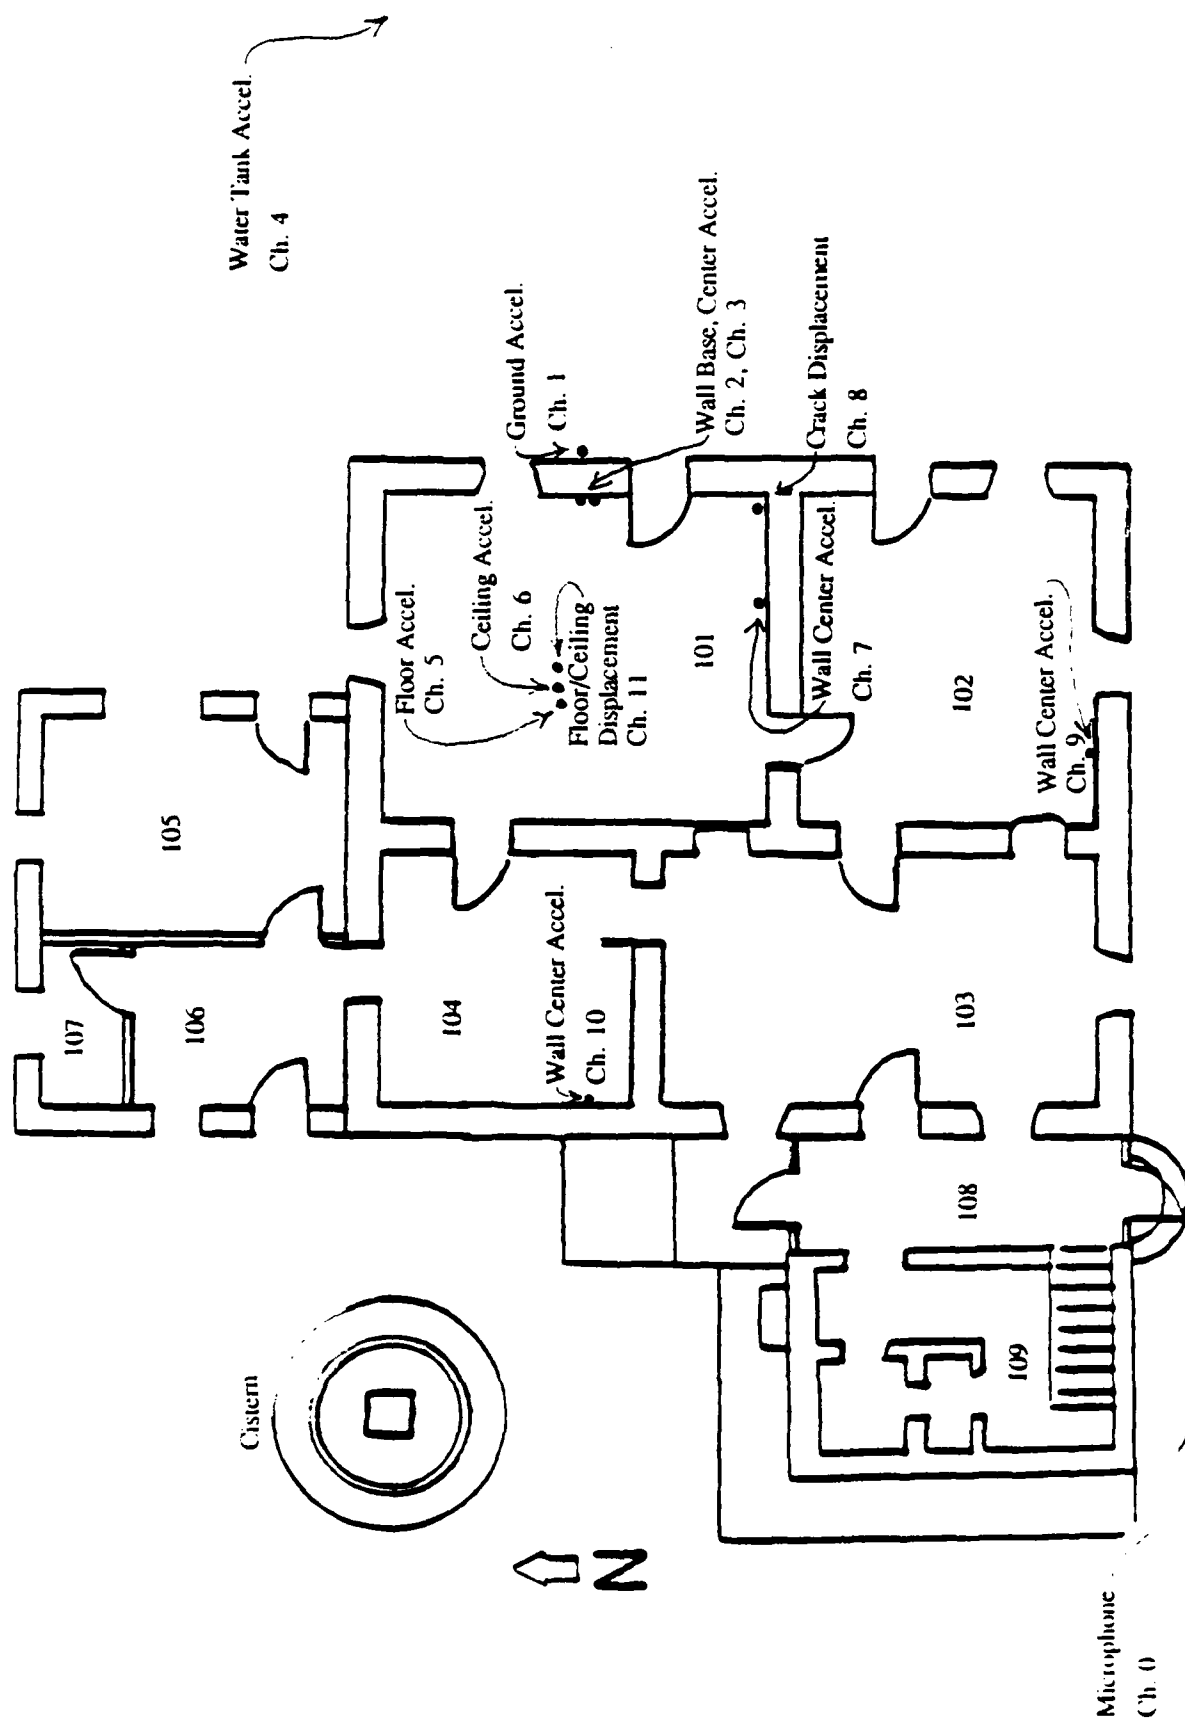 Water Tank Accel.
Ch. 4
Ground Accel.
Ch. 1
Wall Base, Center Accel.
Ch. 2, Ch. 3
Crack Displacement
Ch. 8
Floor Accel.
Ch. 5
Ceiling Accel.
Ch. 6
Floor/Ceiling
Displacement
Ch. 11
101
Wall Center Accel.
Ch. 7
102
Wall Center Accel.
Ch. 9
105
107
106
104
Wall Center Accel.
Ch. 10
103
108
109
Cistern
N
Microphone
Ch. 0